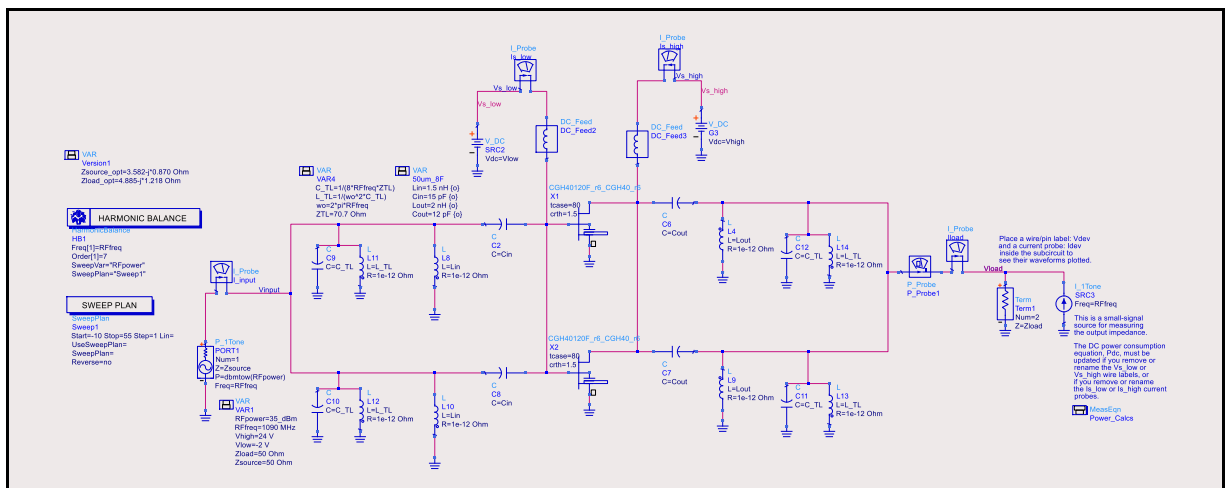 I_Probe
Is_low
Vs_low
Vs_low
V_DC
SRC2
Vdc=Vlow
DC_Feed
DC_Feed2
I_Probe
Is_high
Vs_high
Vs_high
V_DC
G3
Vdc=Vhigh
DC_Feed
DC_Feed3
VAR
Version1
Zsource_opt=3.582-j*0.870 Ohm
Zload_opt=4.885-j*1.218 Ohm
VAR
VAR4
C_TL=1/(8*RFfreq*ZTL)
L_TL=1/(wo^2*C_TL)
wo=2*pi*RFfreq
ZTL=70.7 Ohm
VAR
50um_8F
Lin=1.5 nH {o}
Cin=15 pF {o}
Lout=2 nH {o}
Cout=12 pF {o}
CGH40120F_r6_CGH40_r6
X1
tcase=80
crth=1.5
HARMONIC BALANCE
HarmonicBalance
HB1
Freq[1]=RFfreq
Order[1]=7
SweepVar="RFpower"
SweepPlan="Sweep1"
SWEEP PLAN
SweepPlan
Sweep1
Start=-10 Stop=55 Step=1 Lin=
UseSweepPlan=
SweepPlan=
Reverse=no
I_Probe
I_input
Vinput
P_1Tone
PORT1
Num=1
Z=Zsource
P=dbmtow(RFpower)
Freq=RFfreq
VAR
VAR1
RFpower=35_dBm
RFfreq=1090 MHz
Vhigh=24 V
Vlow=-2 V
Zload=50 Ohm
Zsource=50 Ohm
C
C9
C=C_TL
L
L11
L=L_TL
R=1e-12 Ohm
L
L8
L=Lin
R=1e-12 Ohm
C
C2
C=Cin
C
C6
C=Cout
L
L4
L=Lout
R=1e-12 Ohm
C
C12
C=C_TL
L
L14
L=L_TL
R=1e-12 Ohm
C
C10
C=C_TL
L
L12
L=L_TL
R=1e-12 Ohm
L
L10
L=Lin
R=1e-12 Ohm
C
C8
C=Cin
CGH40120F_r6_CGH40_r6
X2
tcase=80
crth=1.5
C
C7
C=Cout
L
L9
L=Lout
R=1e-12 Ohm
C
C11
C=C_TL
L
L13
L=L_TL
R=1e-12 Ohm
P_Probe
P_Probe1
I_Probe
Iload
Vload
Place a wire/pin label: Vdev
and a current probe: Idev
inside the subcircuit to
see their waveforms plotted.
Term
Term1
Num=2
Z=Zload
I_1Tone
SRC3
Freq=RFfreq
This is a small-signal
source for measuring
the output impedance.
The DC power consumption
equation, Pdc, must be
updated if you remove or
rename the Vs_low or
Vs_high wire labels, or
if you remove or rename
the Is_low or Is_high current
probes.
MeasEqn
Power_Calcs